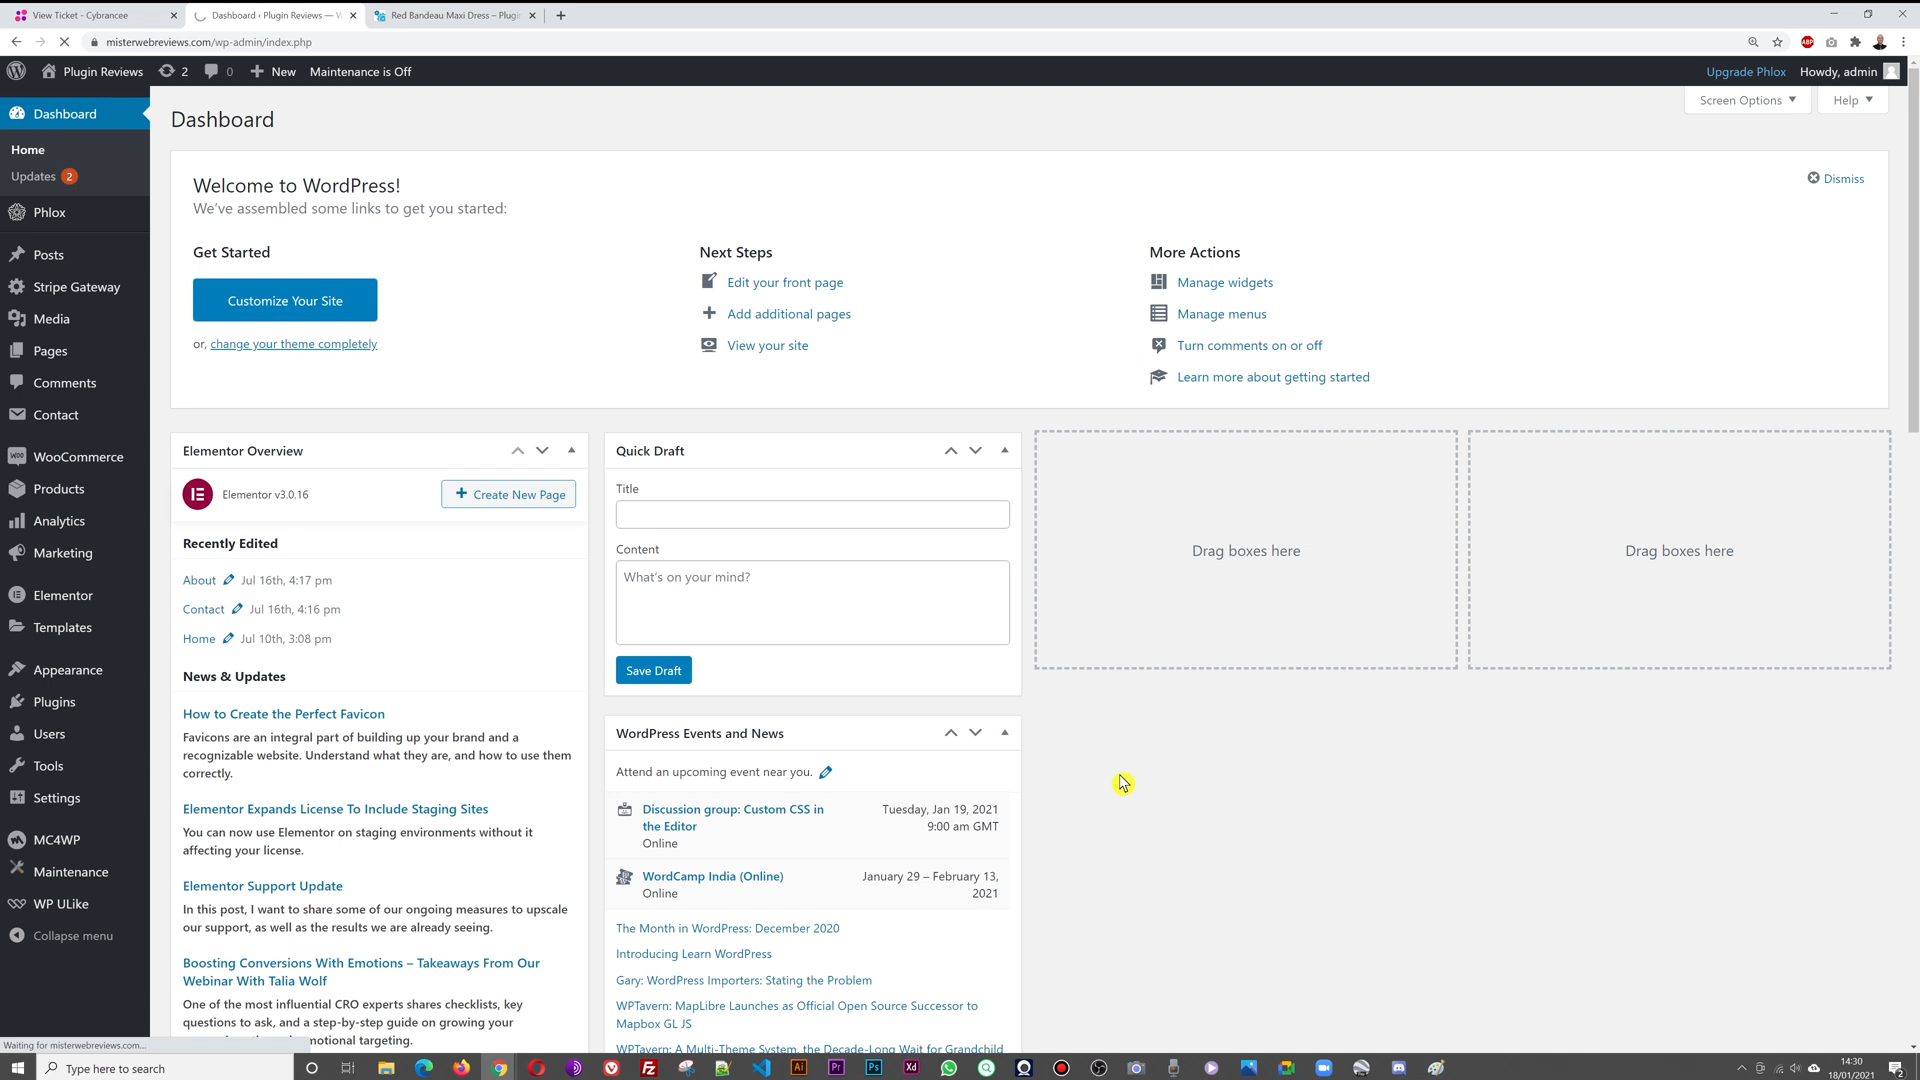 View Ticket - Cybrancee
Dashboard ‹ Plugin Reviews — W
Red Bandeau Maxi Dress – Plugin
misterwebreviews.com/wp-admin/index.php
Plugin Reviews 2 0 New Maintenance is Off
Upgrade Phlox Howdy, admin
Screen Options Help
Dashboard
Home
Updates 2
Phlox
Posts
Stripe Gateway
Media
Pages
Comments
Contact
WooCommerce
Products
Analytics
Marketing
Elementor
Templates
Appearance
Plugins
Users
Tools
Settings
MC4WP
Maintenance
WP ULike
Collapse menu
Dashboard
Welcome to WordPress!
We've assembled some links to get you started:
Dismiss
Get Started
Customize Your Site
or, change your theme completely
Next Steps
Edit your front page
Add additional pages
View your site
More Actions
Manage widgets
Manage menus
Turn comments on or off
Learn more about getting started
Elementor Overview
Elementor v3.0.16
Create New Page
Recently Edited
About Jul 16th, 4:17 pm
Contact Jul 16th, 4:16 pm
Home Jul 10th, 3:08 pm
News & Updates
How to Create the Perfect Favicon
Favicons are an integral part of building up your brand and a
recognizable website. Understand what they are, and how to use them
correctly.
Elementor Expands License To Include Staging Sites
You can now use Elementor on staging environments without it
affecting your license.
Elementor Support Update
In this post, I want to share some of our ongoing measures to upscale
our support, as well as the results we are already seeing.
Boosting Conversions With Emotions – Takeaways From Our
Webinar With Talia Wolf
One of the most influential CRO experts shares checklists, key
questions to ask, and a step-by-step guide on growing your
motional targeting.
Quick Draft
Title
Content
What's on your mind?
Save Draft
WordPress Events and News
Attend an upcoming event near you.
Discussion group: Custom CSS in
the Editor
Online
Tuesday, Jan 19, 2021
9:00 am GMT
WordCamp India (Online)
Online
January 29 – February 13,
2021
The Month in WordPress: December 2020
Introducing Learn WordPress
Gary: WordPress Importers: Stating the Problem
WPTavern: MapLibre Launches as Official Open Source Successor to
Mapbox GL JS
WPTavern: A Multi-Theme System, the Decade-Long Wait for Grandchild
Drag boxes here
Drag boxes here
Waiting for misterwebreviews.com...
Type here to search
14:30
18/01/2021